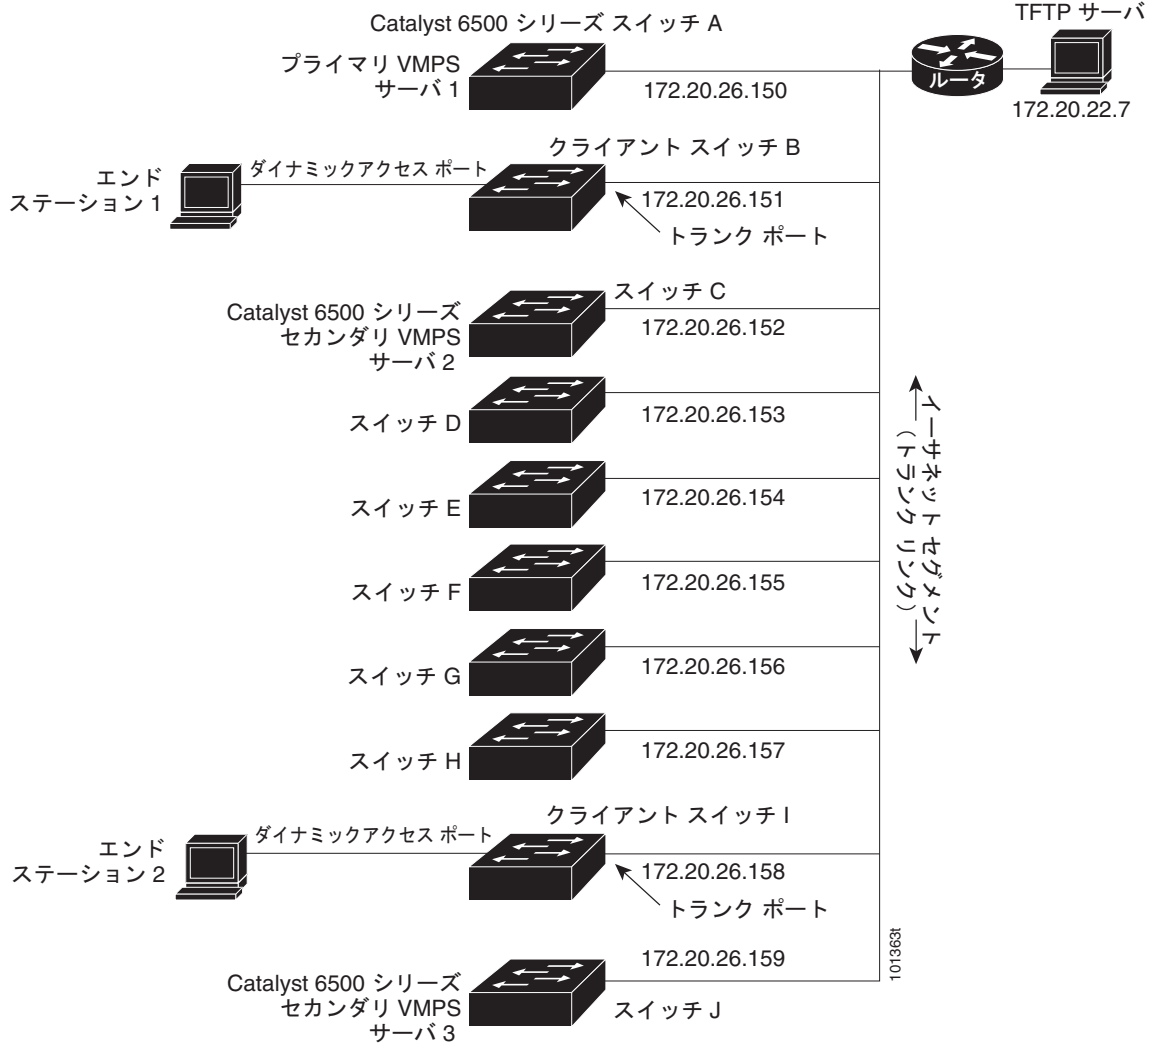 Catalyst 6500 シリーズ スイッチ A
TFTP サーバ
プライマリ VMPS
サーバ 1
172.20.26.150
ルータ
172.20.22.7
クライアント スイッチ B
エンド
ステーション 1
ダイナミックアクセス ポート
172.20.26.151
トランク ポート
スイッチ C
Catalyst 6500 シリーズ
セカンダリ VMPS
サーバ 2
172.20.26.152
スイッチ D
172.20.26.153
スイッチ E
172.20.26.154
イーサネット セグメント
(トランク リンク)
スイッチ F
172.20.26.155
スイッチ G
172.20.26.156
スイッチ H
172.20.26.157
クライアント スイッチ I
エンド
ステーション 2
ダイナミックアクセス ポート
172.20.26.158
トランク ポート
101363t
172.20.26.159
Catalyst 6500 シリーズ
セカンダリ VMPS
サーバ 3
スイッチ J